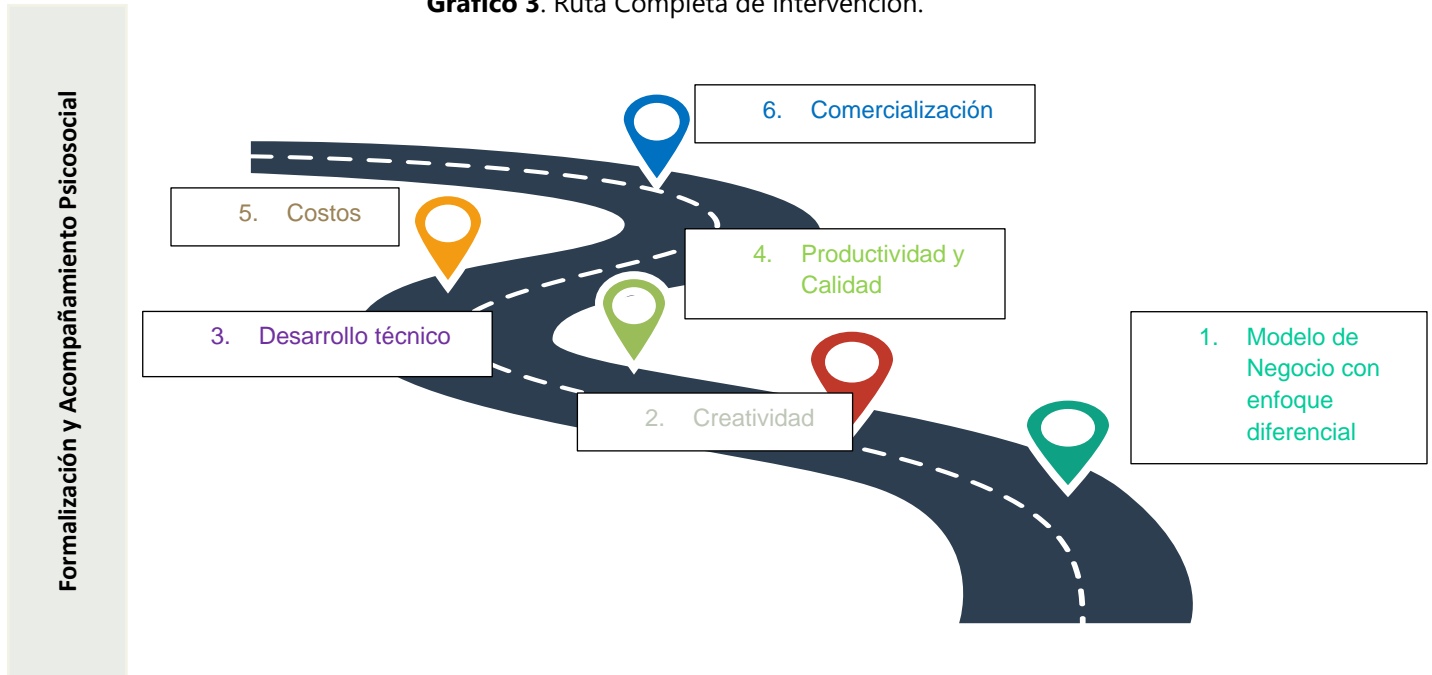 Gráfico 3. Ruta Completa de Intervención.
Formalización y Acompañamiento Psicosocial
6. Comercialización
5. Costos
4. Productividad y
Calidad
3. Desarrollo técnico
1. Modelo de
Negocio con
enfoque
diferencial
2. Creatividad